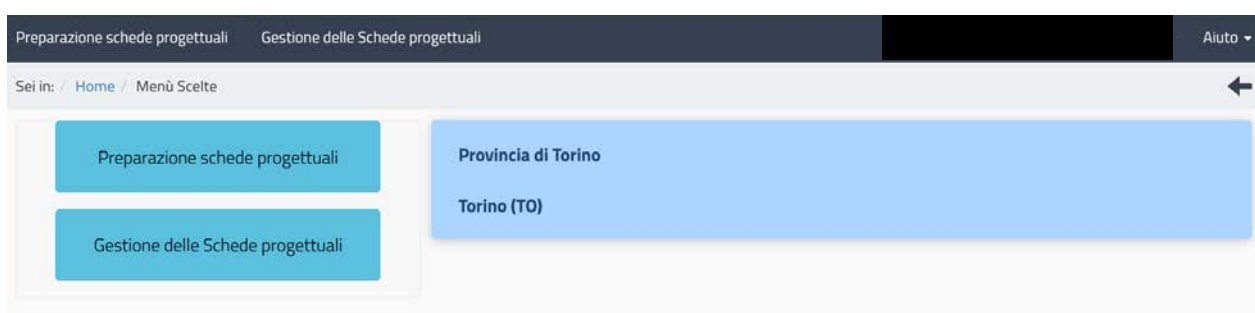 Preparazione schede progettuali Gestione delle Schede progettuali Aiuto
Sei in: / Home / Menù Scelte
Preparazione schede progettuali
Provincia di Torino
Torino (TO)
Gestione delle Schede progettuali